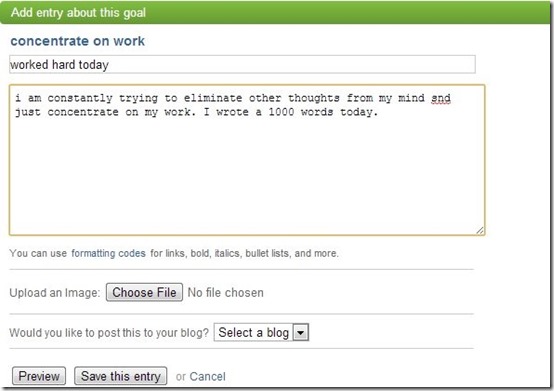 Add entry about this goal
concentrate on work
worked hard today
i am constantly trying to eliminate other thoughts from my mind snd
just concentrate on my work. I wrote a 1000 words today.
You can use formatting codes for links, bold, italics, bullet lists, and more.
Upload an Image: Choose File No file chosen
Would you like to post this to your blog? Select a blog
Preview Save this entry or Cancel